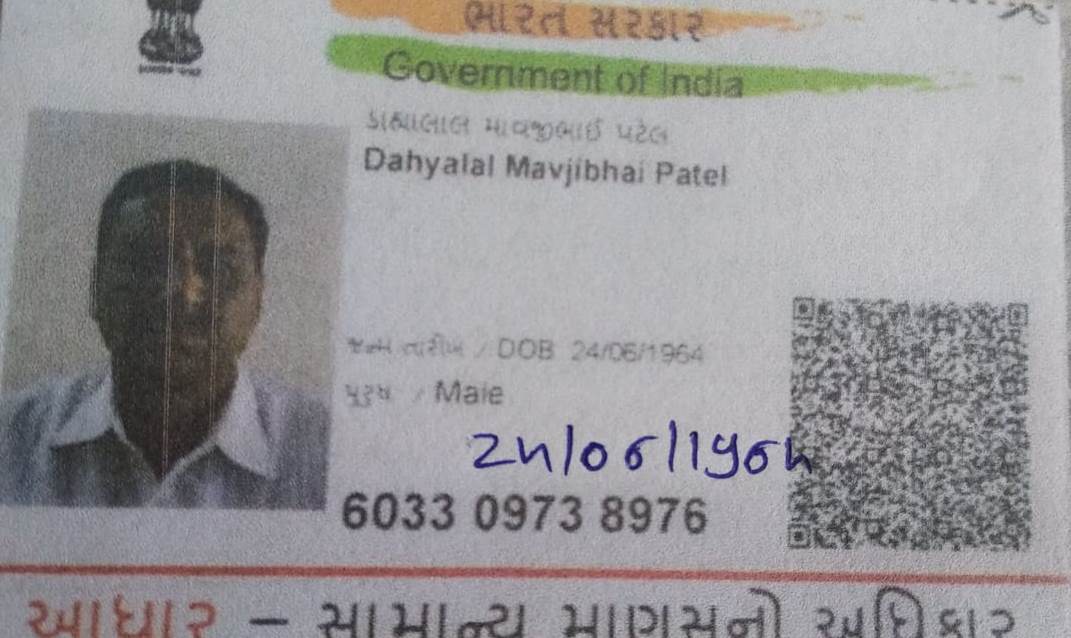 ભારત સરકાર
Government of India
ડાહ્યાલાલ માવજીભાઈ પટેલ
Dahyalal Mavjibhai Patel
જન્મ તારીખ / DOB 24/06/1964
પુરુષ / Male
24/06/1964
6033 0973 8976
આધાર – સામાન્ય માણસનો અધિકાર